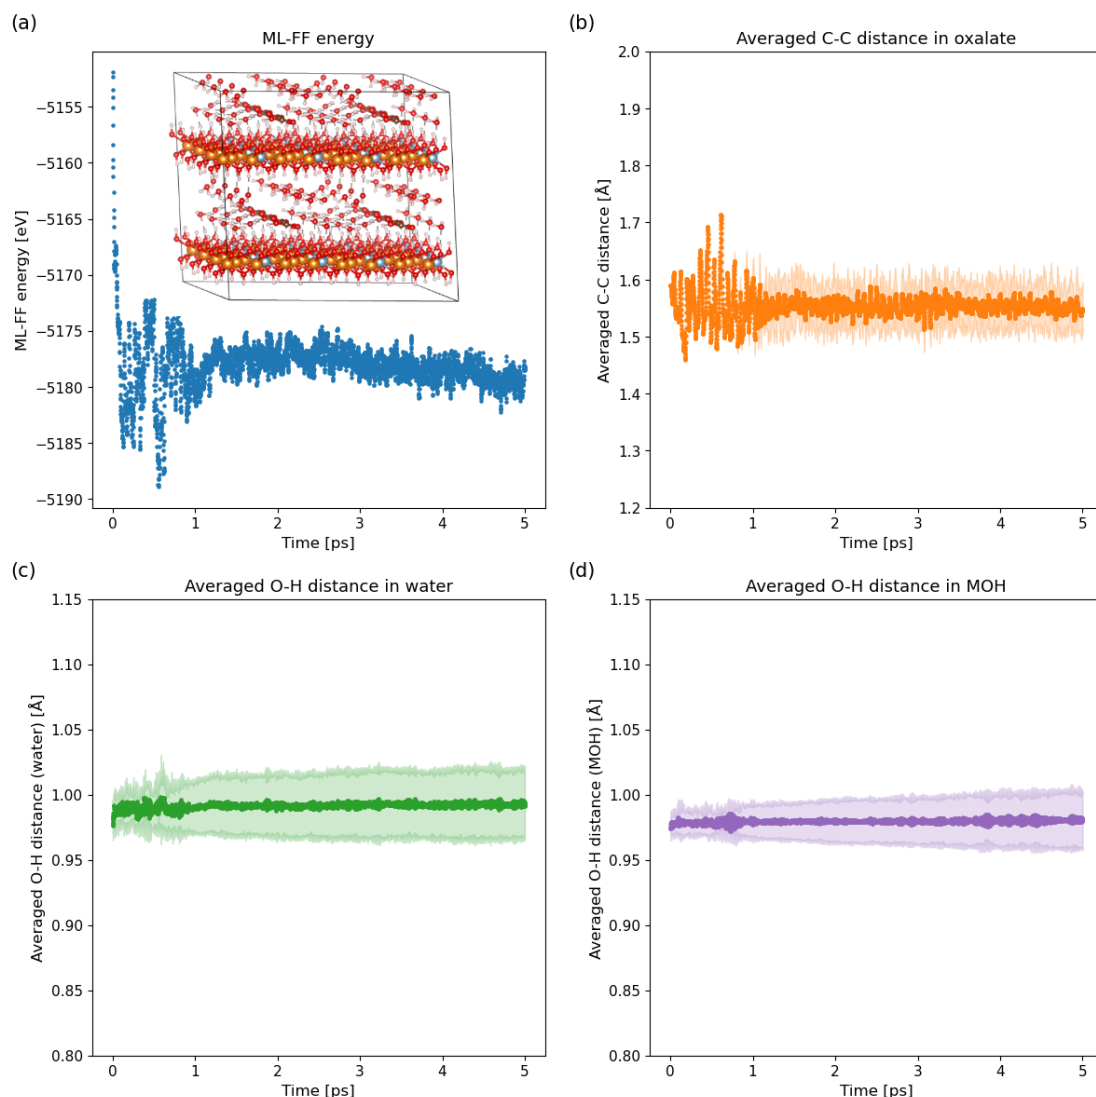 (a)
ML-FF energy
ML-FF energy [eV]
−5155
−5160
−5165
−5170
−5175
−5180
−5185
−5190
0 1 2 3 4 5
Time [ps]
(b)
Averaged C-C distance in oxalate
Averaged C-C distance [Å]
2.0
1.9
1.8
1.7
1.6
1.5
1.4
1.3
1.2
0 1 2 3 4 5
Time [ps]
(c)
Averaged O-H distance in water
Averaged O-H distance (water) [Å]
1.15
1.10
1.05
1.00
0.95
0.90
0.85
0.80
0 1 2 3 4 5
Time [ps]
(d)
Averaged O-H distance in MOH
Averaged O-H distance (MOH) [Å]
1.15
1.10
1.05
1.00
0.95
0.90
0.85
0.80
0 1 2 3 4 5
Time [ps]